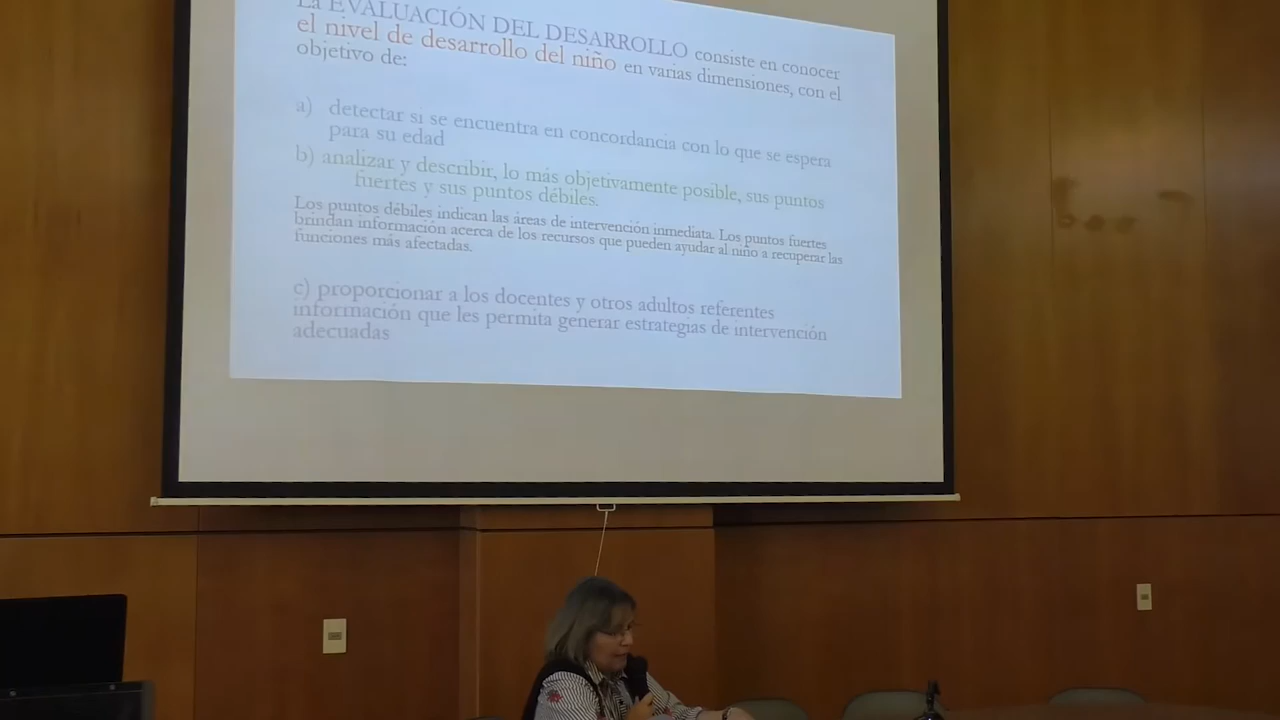 La EVALUACIÓN DEL DESARROLLO consiste en conocer
el nivel de desarrollo del niño en varias dimensiones, con el
objetivo de:
a) detectar si se encuentra en concordancia con lo que se espera
para su edad
b) analizar y describir, lo más objetivamente posible, sus puntos
fuertes y sus puntos débiles.
Los puntos débiles indican las áreas de intervención inmediata. Los puntos fuertes
brindan información acerca de los recursos que pueden ayudar al niño a recuperar las
funciones más afectadas.
c) proporcionar a los docentes y otros adultos referentes
información que les permita generar estrategias de intervención
adecuadas